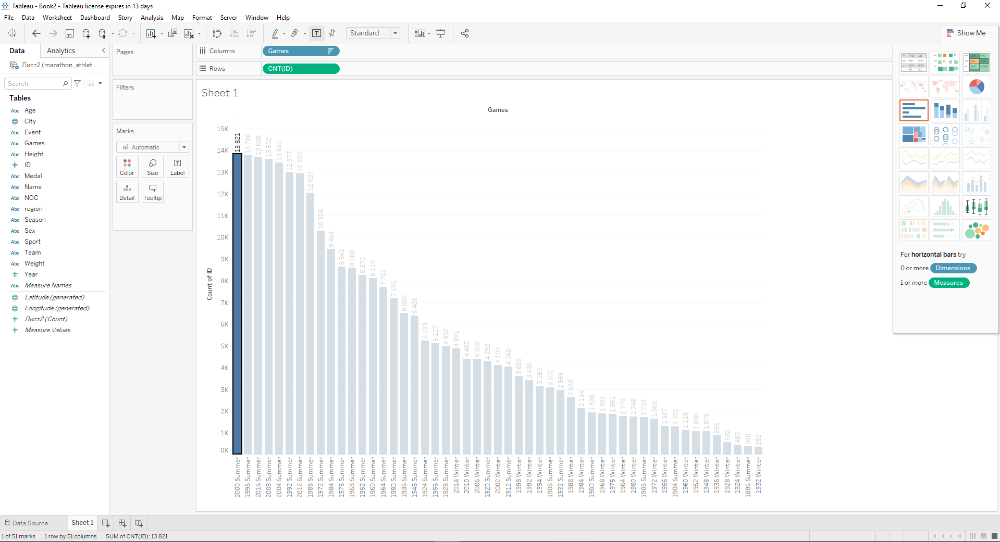 Tableau - Book2 - Tableau license expires in 13 days
File Data Worksheet Dashboard Story Analysis Map Format Server Window Help
Standard
Show Me
Data Analytics
Лист2 (marathon_athlet...
Search
Tables
Abc Age
City
Abc Event
Abc Games
Abc Height
ID
Abc Medal
Abc Name
Abc NOC
Abc region
Abc Season
Abc Sex
Abc Sport
Abc Team
Abc Weight
Year
Abc Measure Names
Latitude (generated)
Longitude (generated)
Лист2 (Count)
Measure Values
Pages
Filters
Marks
Automatic
Color Size Label
Detail Tooltip
Columns Games
Rows CNT(ID)
Sheet 1
Games
Count of ID
15K
14K
13K
12K
11K
10K
9K
8K
7K
6K
5K
4K
3K
2K
1K
0K
13 821
13 780
13 688
13 602
13 443
12 977
12 920
12 037
10 304
9 454
8 641
8 588
8 270
8 119
7 702
7 191
6 506
6 405
5 233
5 127
4 992
4 891
4 402
4 382
4 292
4 109
4 040
3 605
3 436
3 160
3 101
2 969
2 639
2 134
1 936
1 891
1 861
1 778
1 746
1 733
1 655
1 307
1 301
1 116
1 088
1 075
895
582
460
380
352
2000 Summer
1996 Summer
2016 Summer
2008 Summer
2004 Summer
1992 Summer
2012 Summer
1988 Summer
1972 Summer
1984 Summer
1976 Summer
1968 Summer
1952 Summer
1960 Summer
1964 Summer
1980 Summer
1936 Summer
1948 Summer
1924 Summer
1956 Summer
1928 Summer
2014 Winter
2010 Winter
2006 Winter
1920 Summer
2002 Winter
1912 Summer
1998 Winter
1992 Winter
1994 Winter
1908 Summer
1932 Summer
1988 Winter
1984 Winter
1900 Summer
1968 Winter
1976 Winter
1964 Winter
1980 Winter
1906 Summer
1972 Winter
1956 Winter
1904 Summer
1960 Winter
1952 Winter
1948 Winter
1936 Winter
1928 Winter
1924 Winter
1896 Summer
1932 Winter
For horizontal bars try
0 or more Dimensions
1 or more Measures
Data Source Sheet 1
1 of 51 marks 1 row by 51 columns SUM of CNT(ID): 13 821